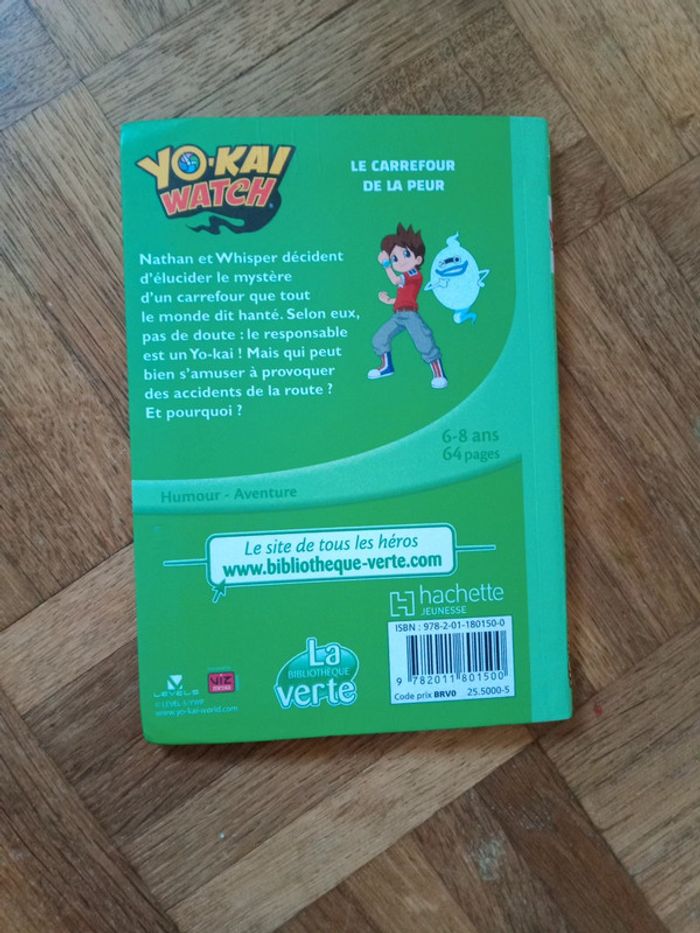 YO-KAI
WATCH
LE CARREFOUR
DE LA PEUR
Nathan et Whisper décident
d'élucider le mystère
d'un carrefour que tout
le monde dit hanté. Selon eux,
pas de doute : le responsable
est un Yo-kai ! Mais qui peut
bien s'amuser à provoquer
des accidents de la route ?
Et pourquoi ?
6-8 ans
64 pages
Humour - Aventure
Le site de tous les héros
www.bibliotheque-verte.com
hachette
JEUNESSE
ISBN : 978-2-01-180150-0
9 782011 801500
Code prix BRV0 25.5000-5
La
BIBLIOTHÈQUE
verte
LEVEL5
© LEVEL-5/YWP
www.yo-kai-world.com
VIZ
media